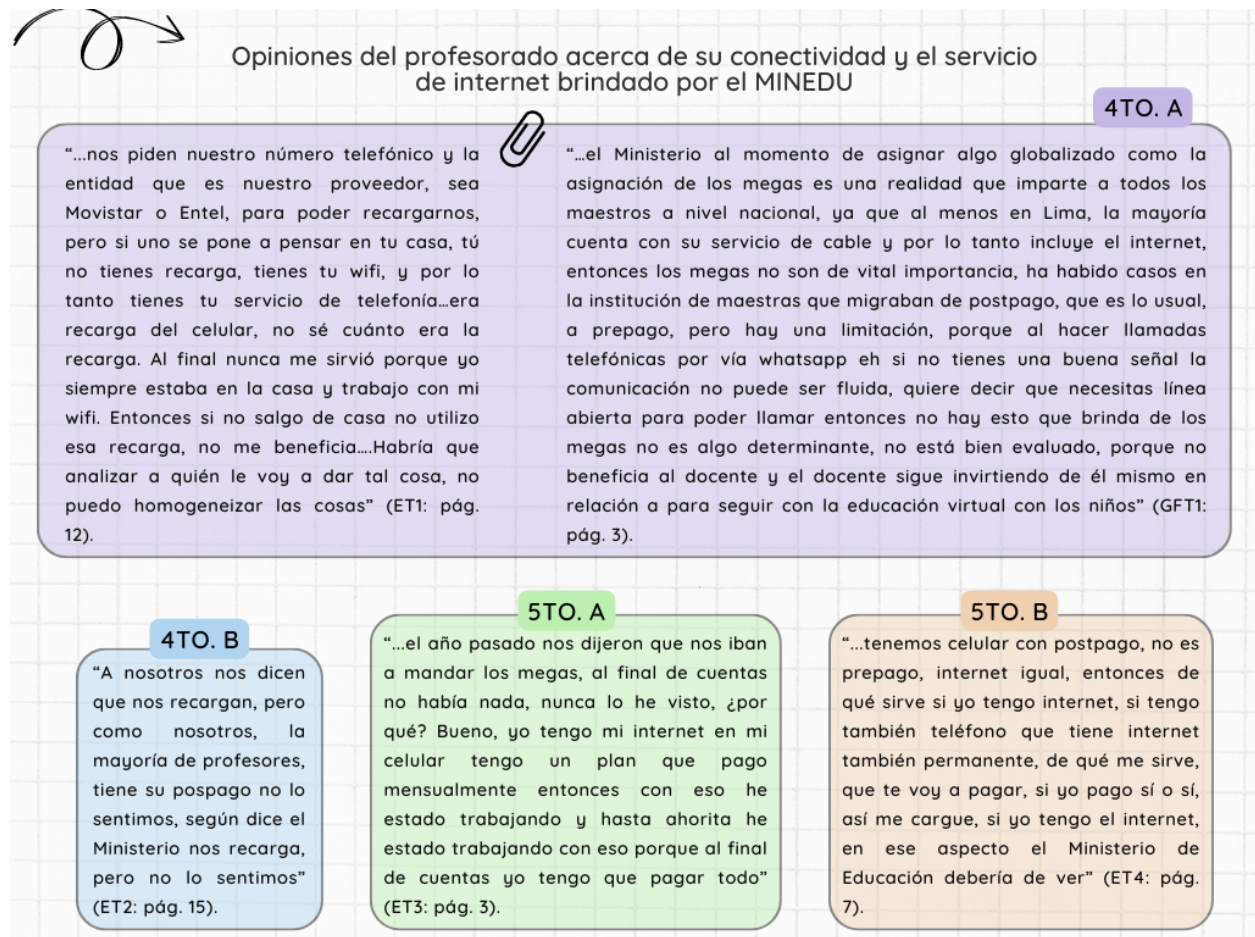 Opiniones del profesorado acerca de su conectividad y el servicio
de internet brindado por el MINEDU
4TO. A
“...nos piden nuestro número telefónico y la
entidad que es nuestro proveedor, sea
Movistar o Entel, para poder recargarnos,
pero si uno se pone a pensar en tu casa, tú
no tienes recarga, tienes tu wifi, y por lo
tanto tienes tu servicio de telefonía...era
recarga del celular, no sé cuánto era la
recarga. Al final nunca me sirvió porque yo
siempre estaba en la casa y trabajo con mi
wifi. Entonces si no salgo de casa no utilizo
esa recarga, no me beneficia....Habría que
analizar a quién le voy a dar tal cosa, no
puedo homogeneizar las cosas” (ET1: pág.
12).
“...el Ministerio al momento de asignar algo globalizado como la
asignación de los megas es una realidad que imparte a todos los
maestros a nivel nacional, ya que al menos en Lima, la mayoría
cuenta con su servicio de cable y por lo tanto incluye el internet,
entonces los megas no son de vital importancia, ha habido casos en
la institución de maestras que migraban de postpago, que es lo usual,
a prepago, pero hay una limitación, porque al hacer llamadas
telefónicas por vía whatsapp eh si no tienes una buena señal la
comunicación no puede ser fluida, quiere decir que necesitas línea
abierta para poder llamar entonces no hay esto que brinda de los
megas no es algo determinante, no está bien evaluado, porque no
beneficia al docente y el docente sigue invirtiendo de él mismo en
relación a para seguir con la educación virtual con los niños” (GFT1:
pág. 3).
4TO. B
“A nosotros nos dicen
que nos recargan, pero
como nosotros, la
mayoría de profesores,
tiene su pospago no lo
sentimos, según dice el
Ministerio nos recarga,
pero no lo sentimos”
(ET2: pág. 15).
5TO. A
“...el año pasado nos dijeron que nos iban
a mandar los megas, al final de cuentas
no había nada, nunca lo he visto, ¿por
qué? Bueno, yo tengo mi internet en mi
celular tengo un plan que pago
mensualmente entonces con eso he
estado trabajando y hasta ahorita he
estado trabajando con eso porque al final
de cuentas yo tengo que pagar todo”
(ET3: pág. 3).
5TO. B
“...tenemos celular con postpago, no es
prepago, internet igual, entonces de
qué sirve si yo tengo internet, si tengo
también teléfono que tiene internet
también permanente, de qué me sirve,
que te voy a pagar, si yo pago sí o sí,
así me cargue, si yo tengo el internet,
en ese aspecto el Ministerio de
Educación debería de ver” (ET4: pág.
7).